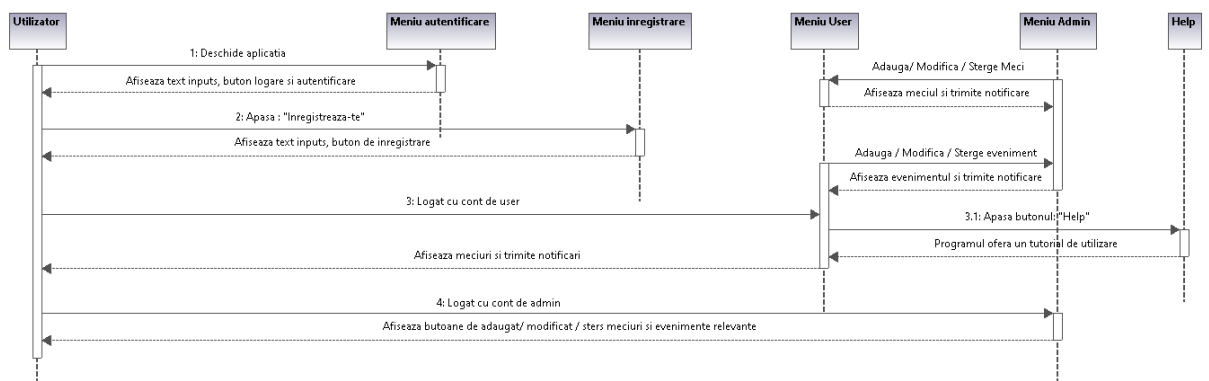 Utilizator
Meniu autentificare
Meniu inregistrare
Meniu User
Meniu Admin
Help
1: Deschide aplicatia
Afiseaza text inputs, buton logare si autentificare
Adauga/ Modifica / Sterge Meci
Afiseaza meciul si trimite notificare
2: Apasa : "Inregistreaza-te"
Afiseaza text inputs, buton de inregistrare
Adauga / Modifica / Sterge eveniment
Afiseaza evenimentul si trimite notificare
3: Logat cu cont de user
3.1: Apasa butonul: "Help"
Programul ofera un tutorial de utilizare
Afiseaza meciuri si trimite notificari
4: Logat cu cont de admin
Afiseaza butoane de adaugat/ modificat / sters meciuri si evenimente relevante